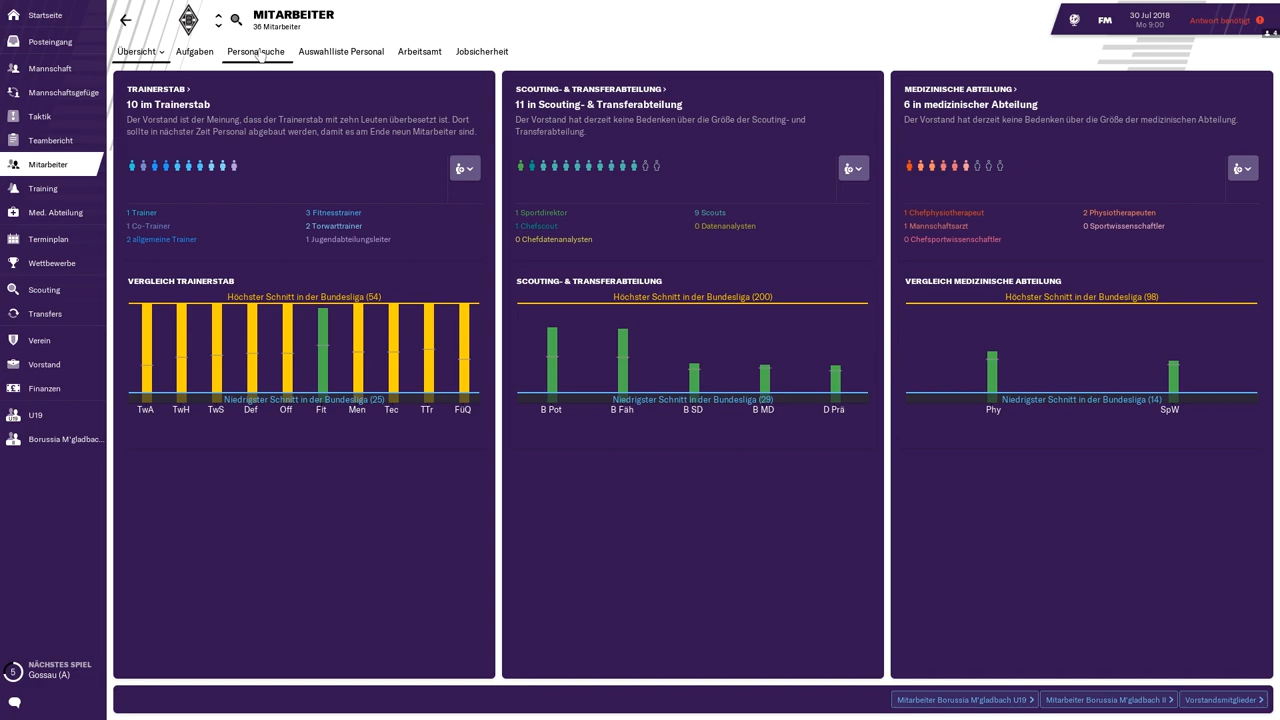 Startseite
Posteingang
Mannschaft
Mannschaftsgefüge
Taktik
Teambericht
Mitarbeiter
Training
Med. Abteilung
Terminplan
Wettbewerbe
Scouting
Transfers
Verein
Vorstand
Finanzen
U19
Borussia M'gladbac...
5
NÄCHSTES SPIEL
Gossau (A)
MITARBEITER
36 Mitarbeiter
FM
30 Jul 2018
Mo 9:00
Antwort benötigt
4
Übersicht Aufgaben Personalsuche Auswahlliste Personal Arbeitsamt Jobsicherheit
TRAINERSTAB >
10 im Trainerstab
Der Vorstand ist der Meinung, dass der Trainerstab mit zehn Leuten überbesetzt ist. Dort
sollte in nächster Zeit Personal abgebaut werden, damit es am Ende neun Mitarbeiter sind.
1 Trainer 3 Fitnesstrainer
1 Co-Trainer 2 Torwarttrainer
2 allgemeine Trainer 1 Jugendabteilungsleiter
VERGLEICH TRAINERSTAB
Höchster Schnitt in der Bundesliga (54)
Niedrigster Schnitt in der Bundesliga (25)
TwA TwH TwS Def Off Fit Men Tec TTr FüQ
SCOUTING- & TRANSFERABTEILUNG >
11 in Scouting- & Transferabteilung
Der Vorstand hat derzeit keine Bedenken über die Größe der Scouting- und
Transferabteilung.
1 Sportdirektor 9 Scouts
1 Chefscout 0 Datenanalysten
0 Chefdatenanalysten
SCOUTING- & TRANSFERABTEILUNG
Höchster Schnitt in der Bundesliga (200)
Niedrigster Schnitt in der Bundesliga (29)
B Pot B Fäh B SD B MD D Prä
MEDIZINISCHE ABTEILUNG >
6 in medizinischer Abteilung
Der Vorstand hat derzeit keine Bedenken über die Größe der medizinischen Abteilung.
1 Chefphysiotherapeut 2 Physiotherapeuten
1 Mannschaftsarzt 0 Sportwissenschaftler
0 Chefsportwissenschaftler
VERGLEICH MEDIZINISCHE ABTEILUNG
Höchster Schnitt in der Bundesliga (98)
Niedrigster Schnitt in der Bundesliga (14)
Phy SpW
Mitarbeiter Borussia M'gladbach U19 > Mitarbeiter Borussia M'gladbach II > Vorstandsmitglieder >